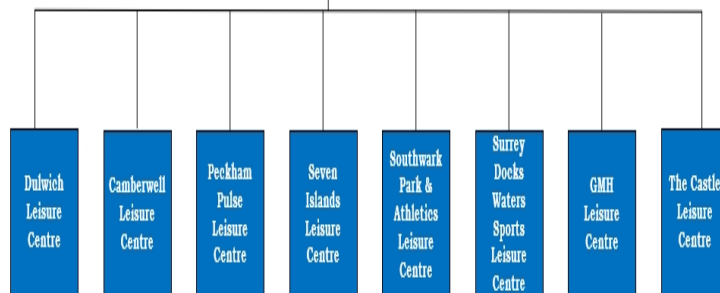 Dulwich
Leisure
Centre
Camberwell
Leisure
Centre
Peckham
Pulse
Leisure
Centre
Seven
Islands
Leisure
Centre
Southwark
Park &
Athletics
Leisure
Centre
Surrey
Docks
Waters
Sports
Leisure
Centre
GMH
Leisure
Centre
The Castle
Leisure
Centre